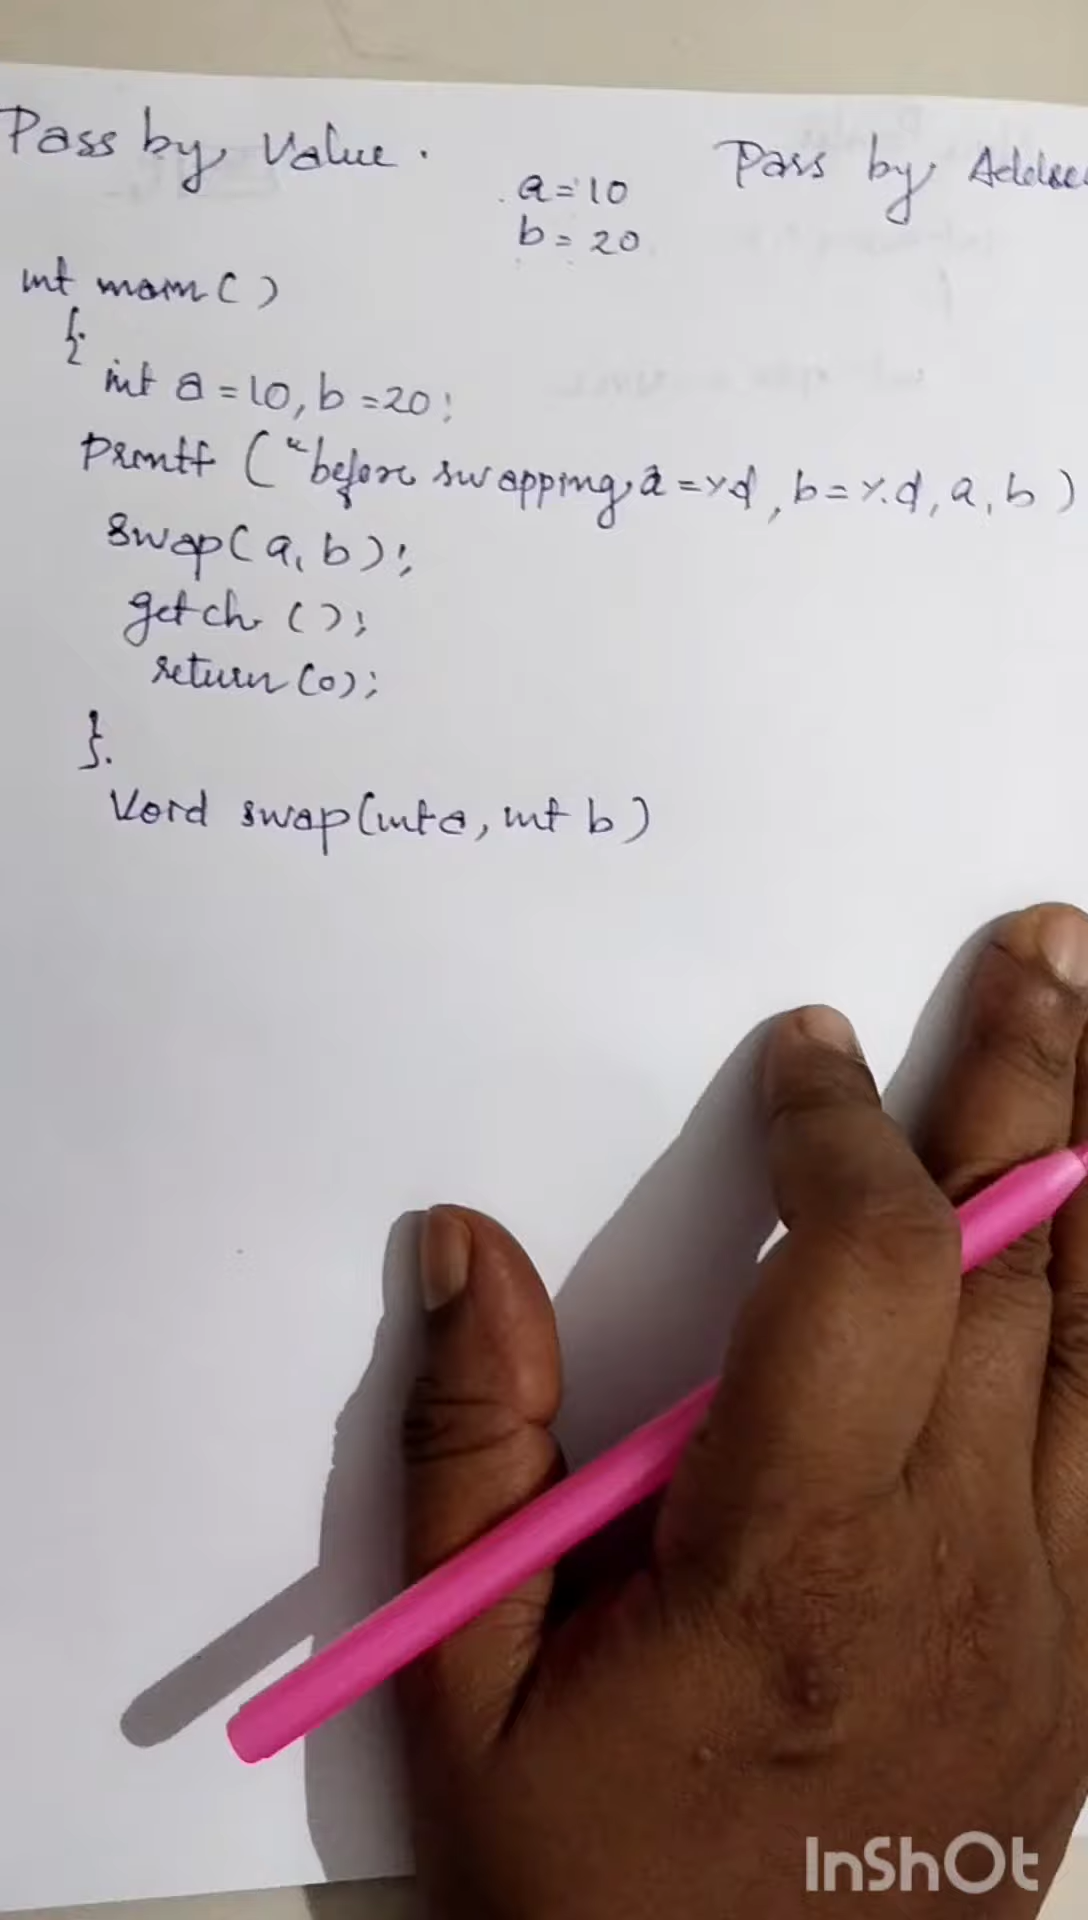 Pass by Value.
Pass by Addres
a = 10
b = 20
int main()
{
int a = 10, b = 20;
printf ("before swapping a = %d, b = %d, a, b)
swap(a, b);
getch ();
return (0);
}.
Void swap(int a, int b)
InShOt